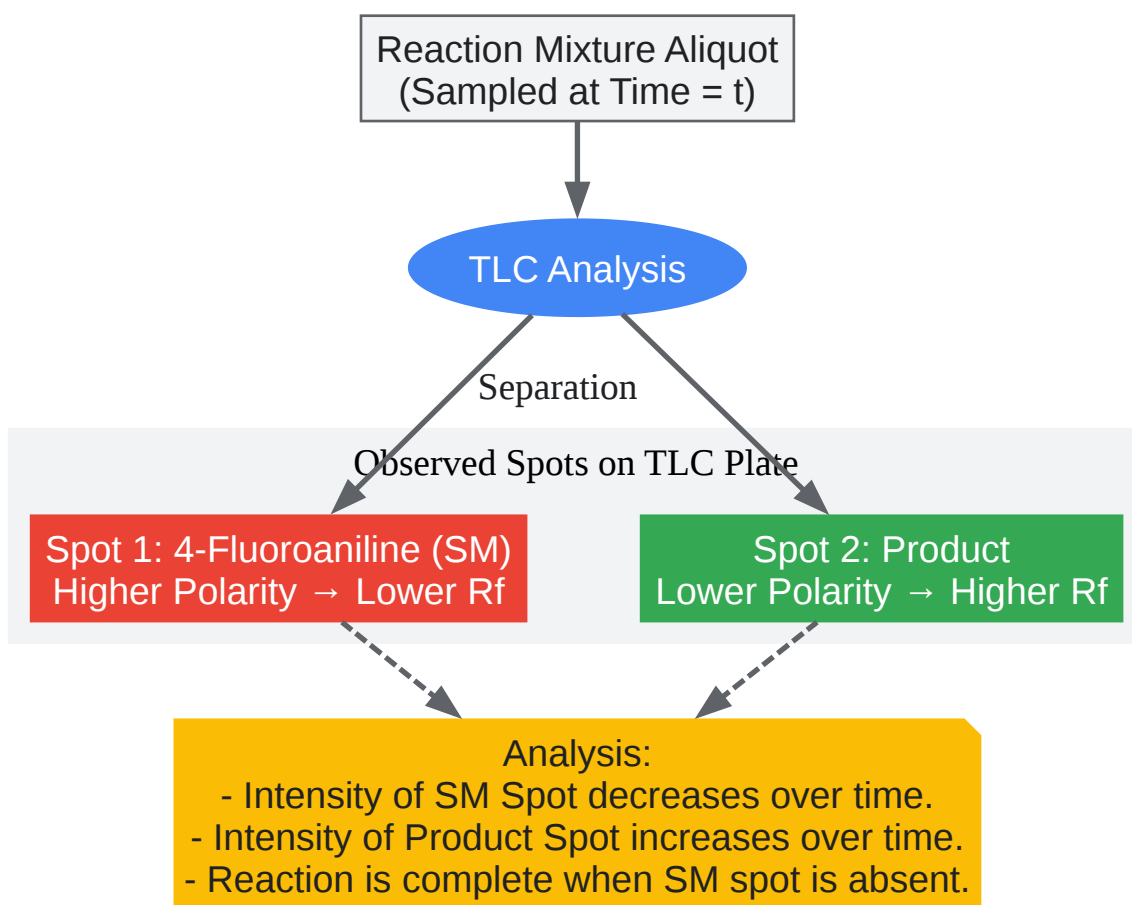 Reaction Mixture Aliquot
(Sampled at Time = t)
TLC Analysis
Separation
Observed Spots on TLC Plate
Spot 1: 4-Fluoroaniline (SM)
Higher Polarity → Lower Rf
Spot 2: Product
Lower Polarity → Higher Rf
Analysis:
- Intensity of SM Spot decreases over time.
- Intensity of Product Spot increases over time.
- Reaction is complete when SM spot is absent.